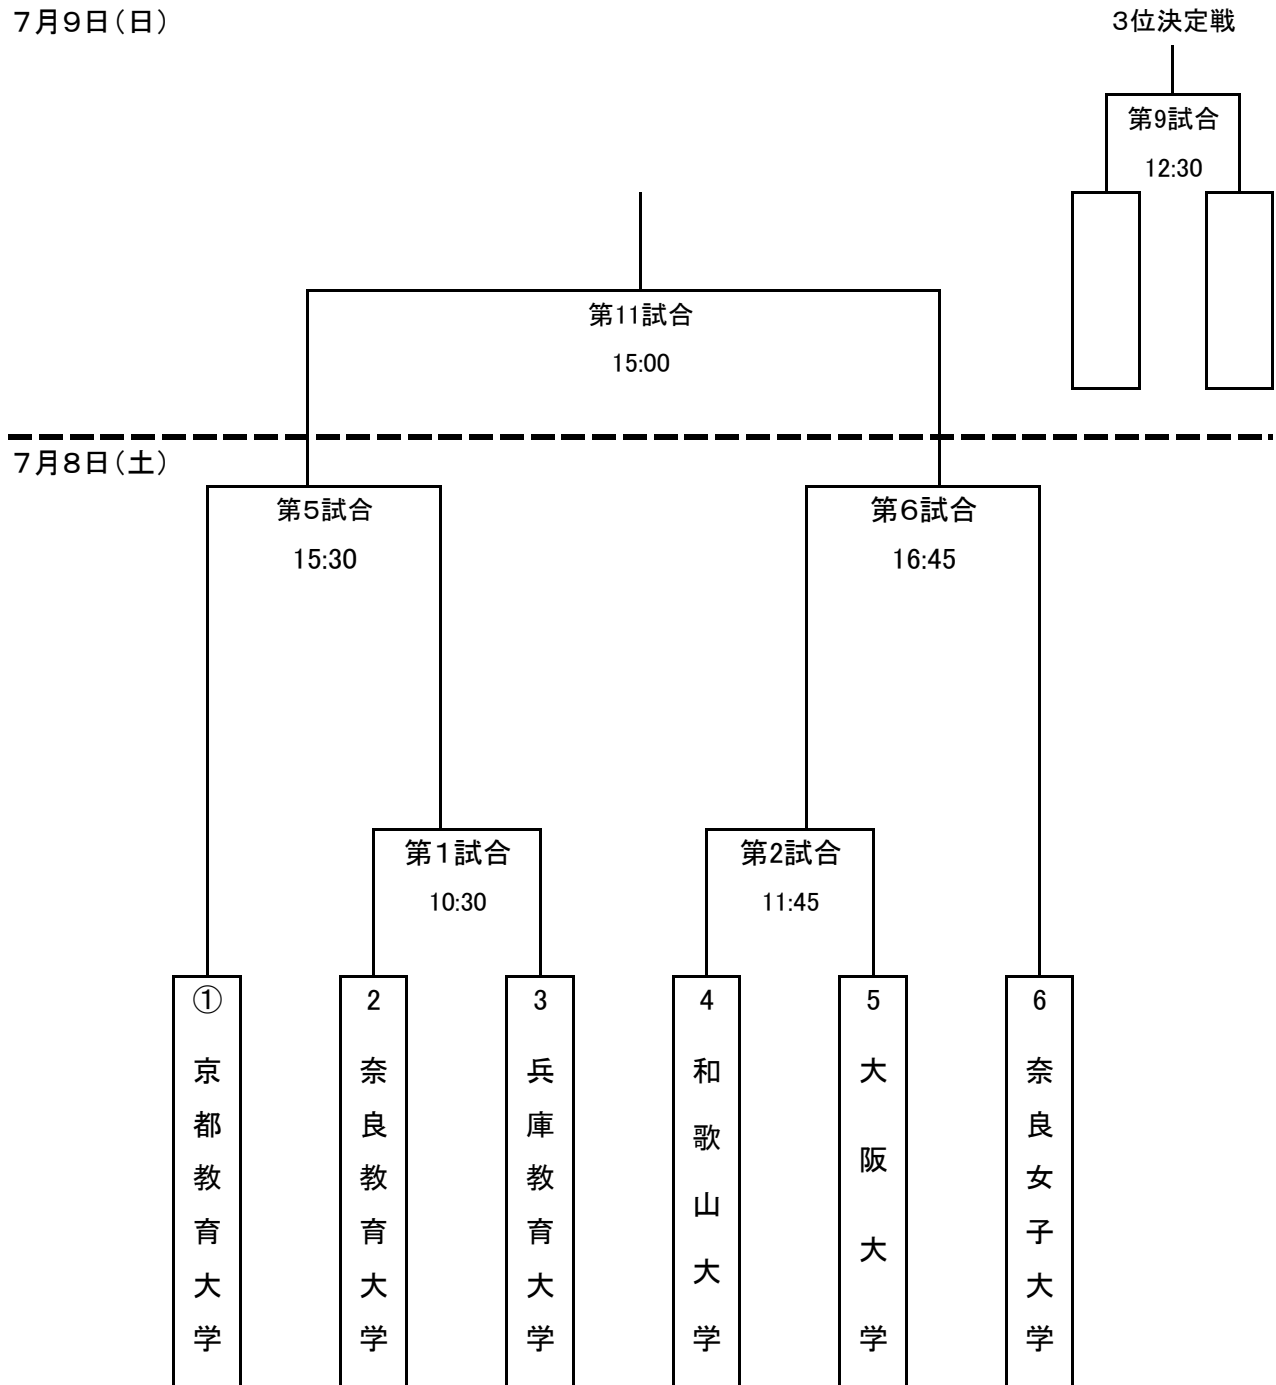 ７月９日（日）
３位決定戦
第9試合
12:30
第11試合
15:00
７月８日（土）
第５試合
15:30
第６試合
16:45
第１試合
10:30
第２試合
11:45
①
京都教育大学
2
奈良教育大学
3
兵庫教育大学
4
和歌山大学
5
大阪大学
6
奈良女子大学